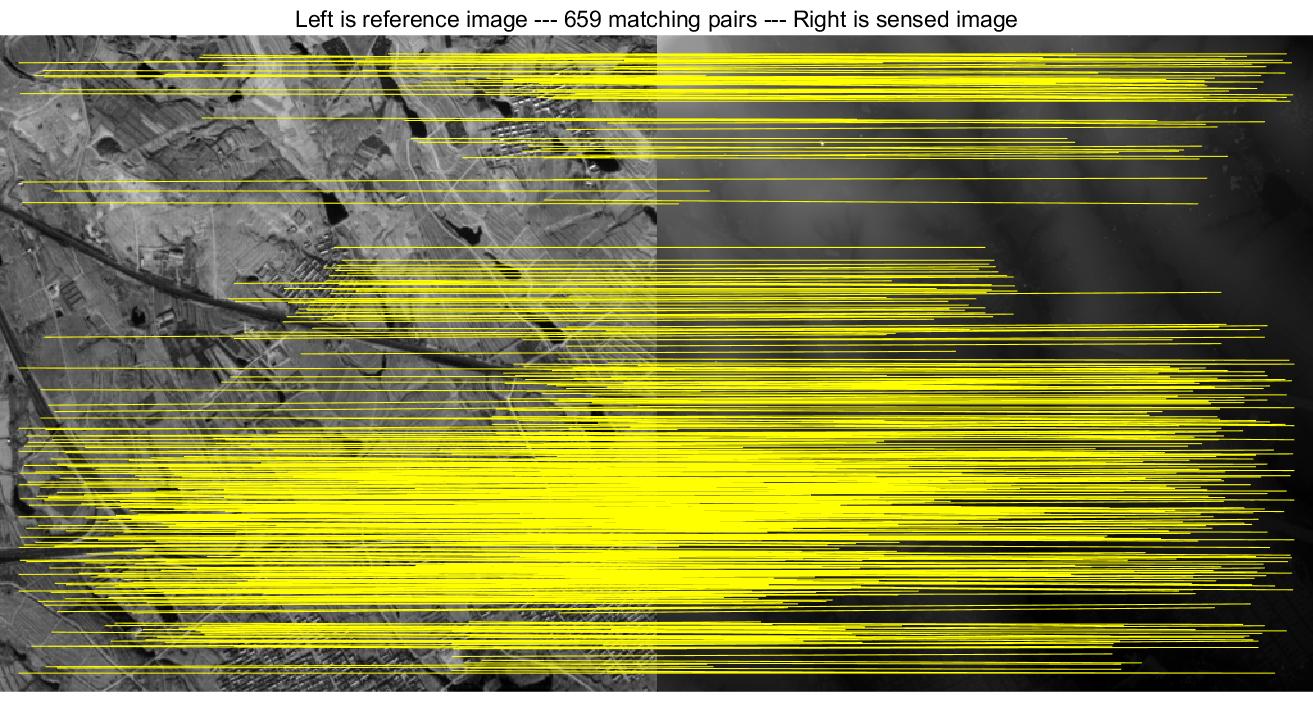 Left is reference image --- 659 matching pairs --- Right is sensed image